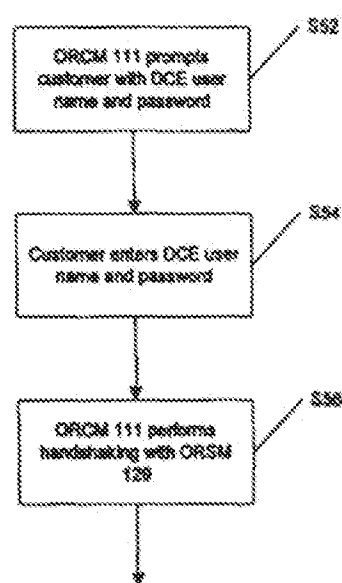 S52
ORCM 111 prompts
customer with DCE user
name and password
S54
Customer enters DCE user
name and password
S56
ORCM 111 performs
handshaking with ORSM
129